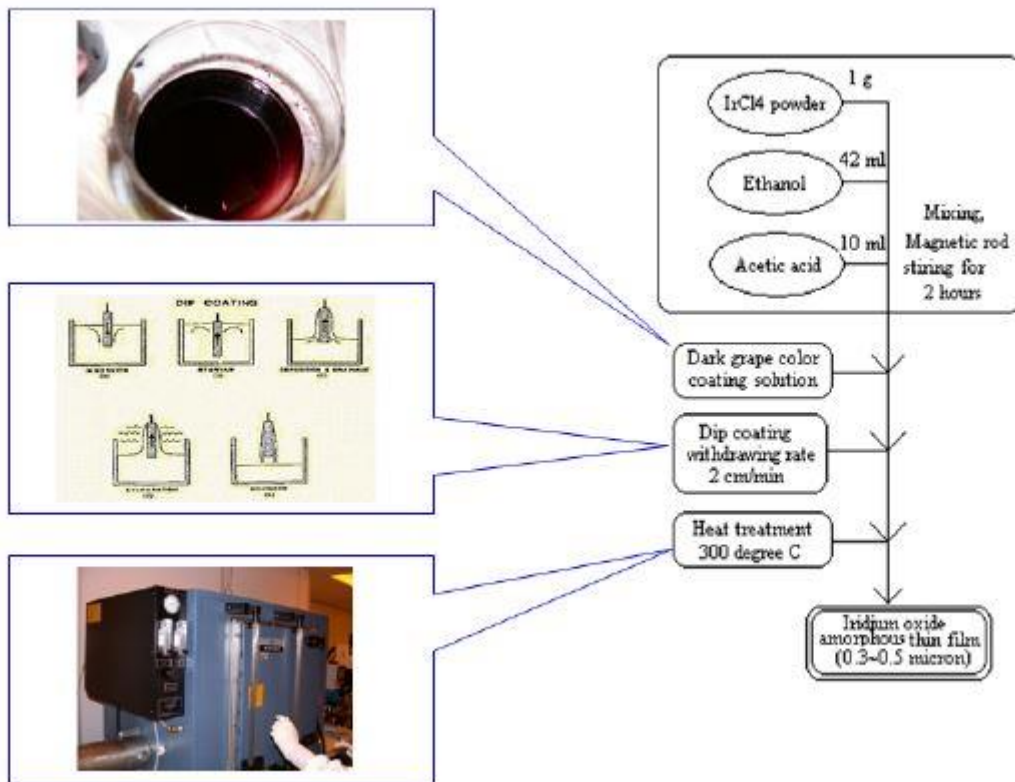 1 g
IrCl4 powder
42 ml
Ethanol
10 ml
Acetic acid
Mixing,
Magnetic rod
stiring for
2 hours
Dark grape color
coating solution
Dip coating
withdrawing rate
2 cm/min
Heat treatment
300 degree C
Iridium oxide
amorphous thin film
(0.3~0.5 micron)
DIP COATING